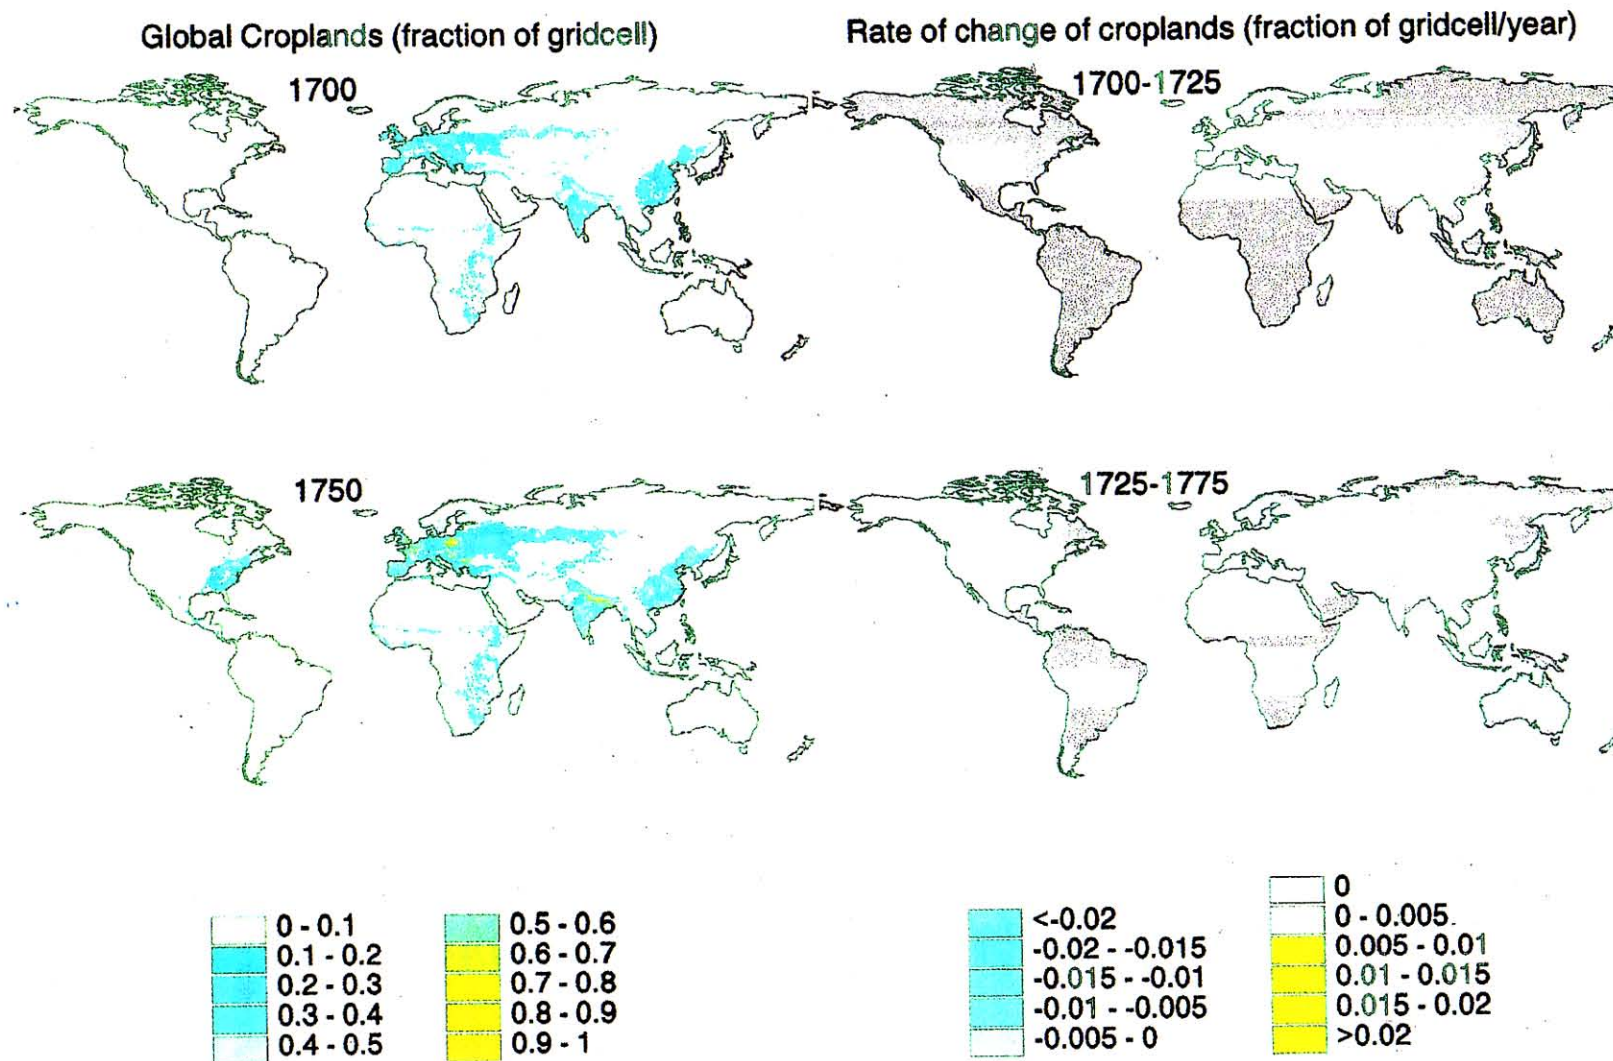 Global Croplands (fraction of gridcell)
Rate of change of croplands (fraction of gridcell/year)
1700
1700-1725
1750
1725-1775
0 - 0.1
0.1 - 0.2
0.2 - 0.3
0.3 - 0.4
0.4 - 0.5
0.5 - 0.6
0.6 - 0.7
0.7 - 0.8
0.8 - 0.9
0.9 - 1
<-0.02
-0.02 - -0.015
-0.015 - -0.01
-0.01 - -0.005
-0.005 - 0
0
0 - 0.005
0.005 - 0.01
0.01 - 0.015
0.015 - 0.02
>0.02